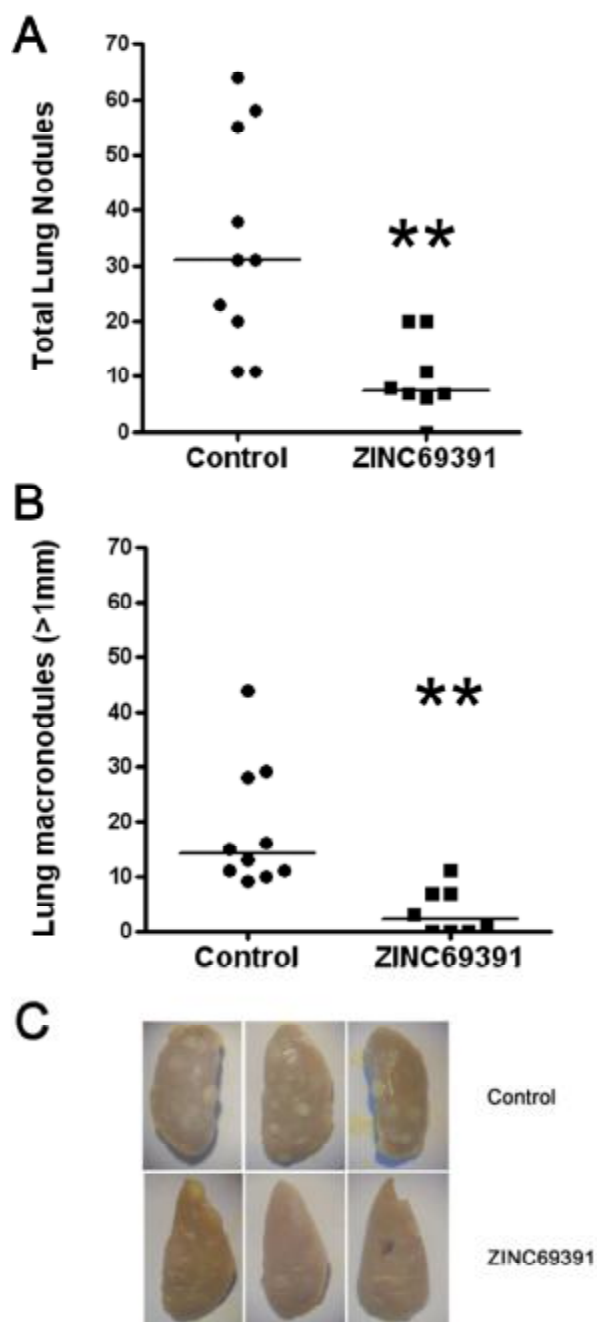 A
Total Lung Nodules
70
60
50
40
30
20
10
0
**
Control ZINC69391
B
Lung macronodules (>1mm)
70
60
50
40
30
20
10
0
**
Control ZINC69391
C
Control
ZINC69391